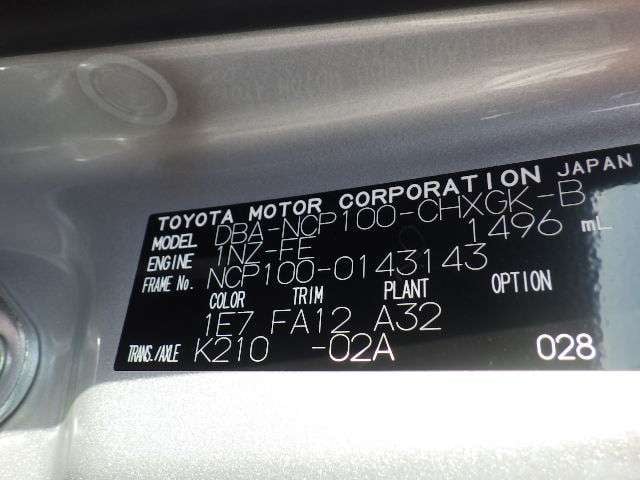 TOYOTA MOTOR CORPORATION JAPAN
MODEL DBA-NCP100-CHXGK-B
ENGINE 1NZ-FE 1496 mL
FRAME No. NCP100-0143143
COLOR TRIM PLANT OPTION
1E7 FA12 A32
TRANS./AXLE K210 -02A 028